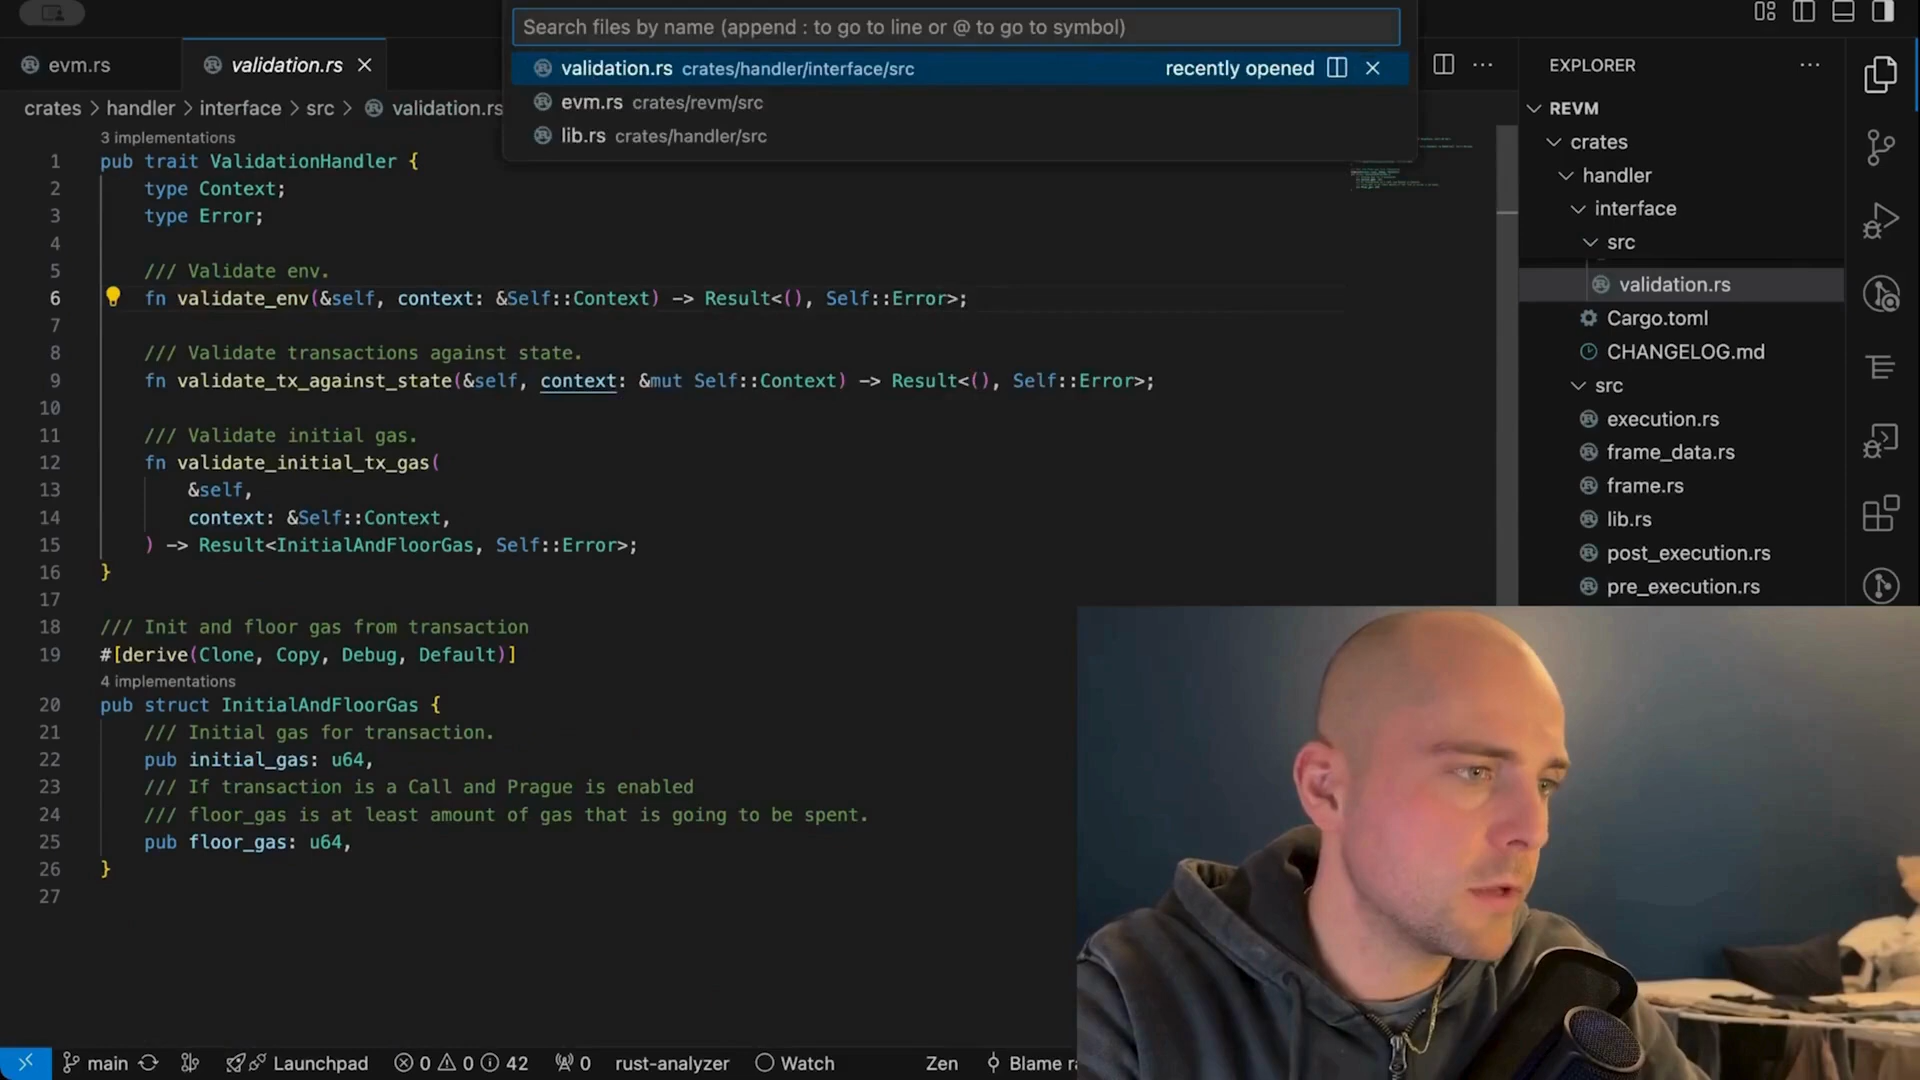 Search files by name (append : to go to line or @ to go to symbol)
validation.rs crates/handler/interface/src recently opened
evm.rs crates/revm/src
lib.rs crates/handler/src
evm.rs
validation.rs
crates > handler > interface > src > validation.rs
3 implementations
1 pub trait ValidationHandler {
2 type Context;
3 type Error;
4
5 /// Validate env.
6 fn validate_env(&self, context: &Self::Context) -> Result<(), Self::Error>;
7
8 /// Validate transactions against state.
9 fn validate_tx_against_state(&self, context: &mut Self::Context) -> Result<(), Self::Error>;
10
11 /// Validate initial gas.
12 fn validate_initial_tx_gas(
13 &self,
14 context: &Self::Context,
15 ) -> Result<InitialAndFloorGas, Self::Error>;
16 }
17
18 /// Init and floor gas from transaction
19 #[derive(Clone, Copy, Debug, Default)]
4 implementations
20 pub struct InitialAndFloorGas {
21 /// Initial gas for transaction.
22 pub initial_gas: u64,
23 /// If transaction is a Call and Prague is enabled
24 /// floor_gas is at least amount of gas that is going to be spent.
25 pub floor_gas: u64,
26 }
27
EXPLORER
REVM
crates
handler
interface
src
validation.rs
Cargo.toml
CHANGELOG.md
src
execution.rs
frame_data.rs
frame.rs
lib.rs
post_execution.rs
pre_execution.rs
main Launchpad 0 0 42 0 rust-analyzer Watch Zen Blame